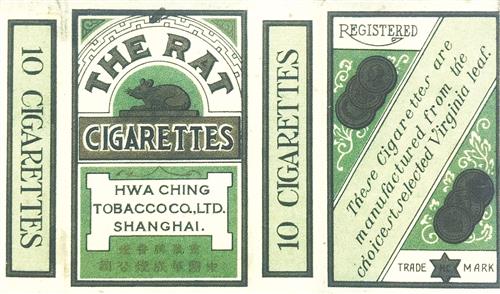 10 CIGARETTES
THE RAT
CIGARETTES
HWA CHING
TOBACCO CO., LTD.
SHANGHAI.
10 CIGARETTES
REGISTERED
These Cigarettes are
manufactured from the
choicest selected Virginia leaf.
TRADE HC MARK